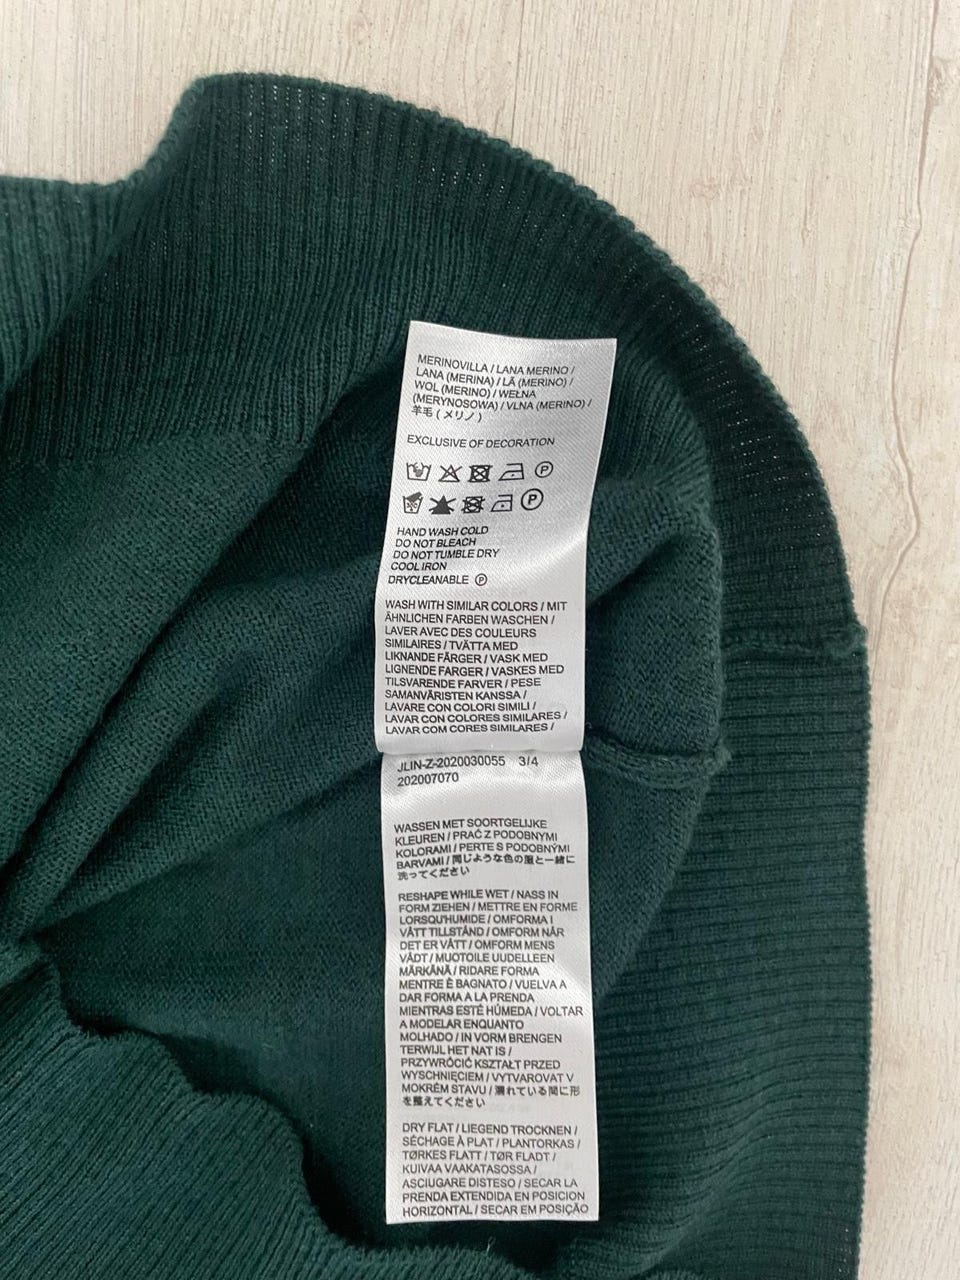 MERINOVILLA / LANA MERINO /
LANA (MERINA) / LÃ (MERINO) /
WOL (MERINO) / WEŁNA
(MERYNOSOWA) / VLNA (MERINO) /
羊毛 ( メリノ )
EXCLUSIVE OF DECORATION
P
P
HAND WASH COLD
DO NOT BLEACH
DO NOT TUMBLE DRY
COOL IRON
DRYCLEANABLE Ⓟ
WASH WITH SIMILAR COLORS / MIT
ÄHNLICHEN FARBEN WASCHEN /
LAVER AVEC DES COULEURS
SIMILAIRES / TVÄTTA MED
LIKNANDE FÄRGER / VASK MED
LIGNENDE FARGER / VASKES MED
TILSVARENDE FARVER / PESE
SAMANVÄRISTEN KANSSA /
LAVARE CON COLORI SIMILI /
LAVAR CON COLORES SIMILARES /
LAVAR COM CORES SIMILARES /
JLIN-Z-2020030055 3/4
202007070
WASSEN MET SOORTGELIJKE
KLEUREN / PRAĆ Z PODOBNYMI
KOLORAMI / PERTE S PODOBNÝMI
BARVAMI / 同じような色の服と一緒に
洗ってください
RESHAPE WHILE WET / NASS IN
FORM ZIEHEN / METTRE EN FORME
LORSQU'HUMIDE / OMFORMA I
VÅTT TILLSTÅND / OMFORM NÅR
DET ER VÅTT / OMFORM MENS
VÅDT / MUOTOILE UUDELLEEN
MÄRKÄNÄ / RIDARE FORMA
MENTRE È BAGNATO / VUELVA A
DAR FORMA A LA PRENDA
MIENTRAS ESTÉ HÚMEDA / VOLTAR
A MODELAR ENQUANTO
MOLHADO / IN VORM BRENGEN
TERWIJL HET NAT IS /
PRZYWRÓCIĆ KSZTAŁT PRZED
WYSCHNIĘCIEM / VYTVAROVAT V
MOKRÉM STAVU / 濡れている間に形
を整えてください
DRY FLAT / LIEGEND TROCKNEN /
SÉCHAGE À PLAT / PLANTORKAS /
TØRKES FLATT / TØR FLADT /
KUIVAA VAAKATASOSSA /
ASCIUGARE DISTESO / SECAR LA
PRENDA EXTENDIDA EN POSICION
HORIZONTAL / SECAR EM POSIÇÃO